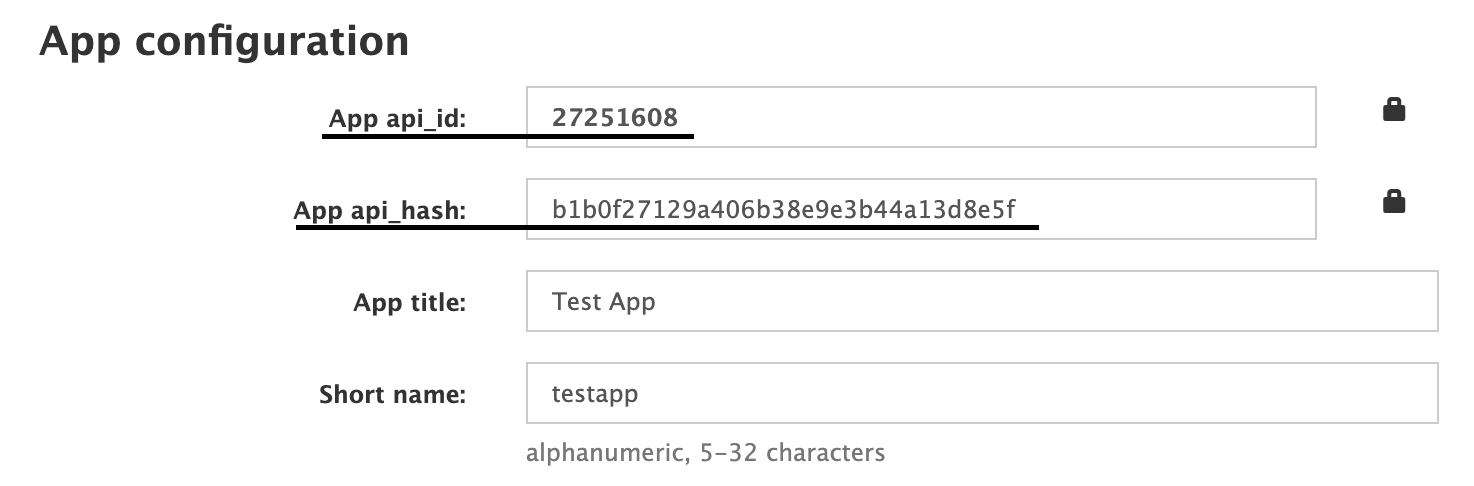 App configuration
App api_id: 27251608
App api_hash: b1b0f27129a406b38e9e3b44a13d8e5f
App title: Test App
Short name: testapp
alphanumeric, 5–32 characters